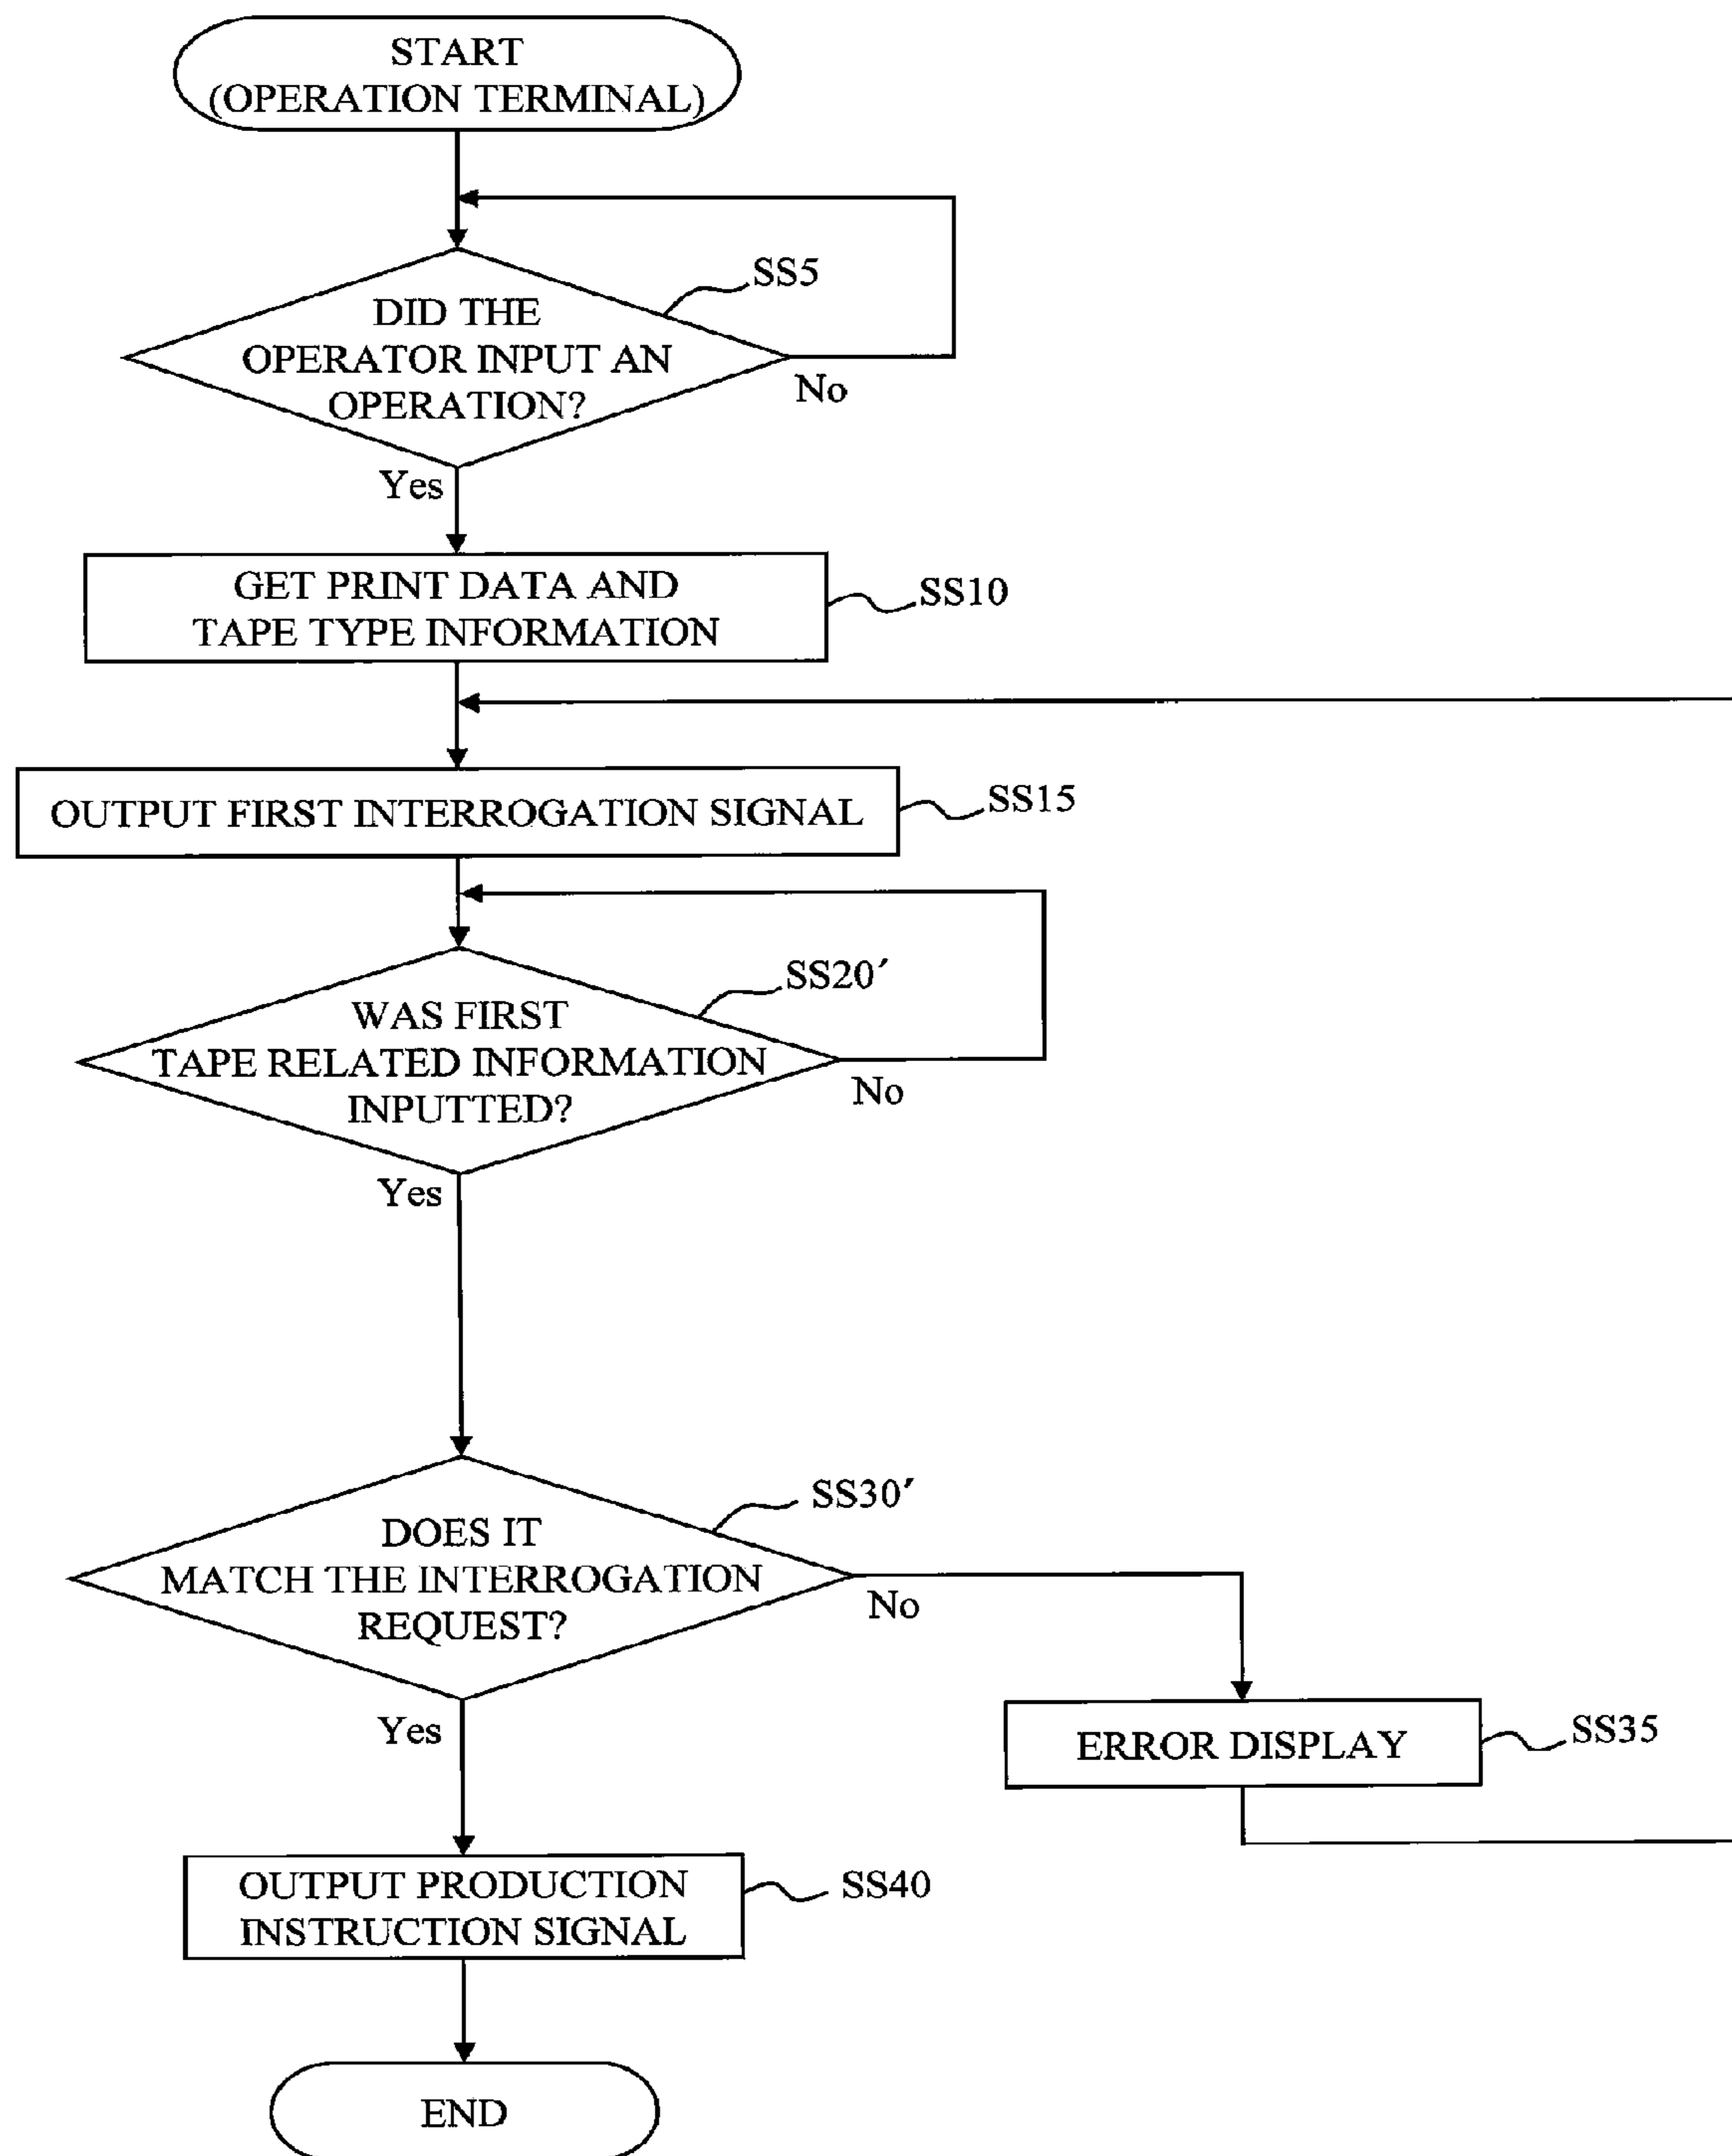 START
(OPERATION TERMINAL)
SS5
DID THE
OPERATOR INPUT AN
OPERATION?
No
Yes
GET PRINT DATA AND
TAPE TYPE INFORMATION
SS10
OUTPUT FIRST INTERROGATION SIGNAL
SS15
SS20′
WAS FIRST
TAPE RELATED INFORMATION
INPUTTED?
No
Yes
SS30′
DOES IT
MATCH THE INTERROGATION
REQUEST?
No
Yes
ERROR DISPLAY
SS35
OUTPUT PRODUCTION
INSTRUCTION SIGNAL
SS40
END